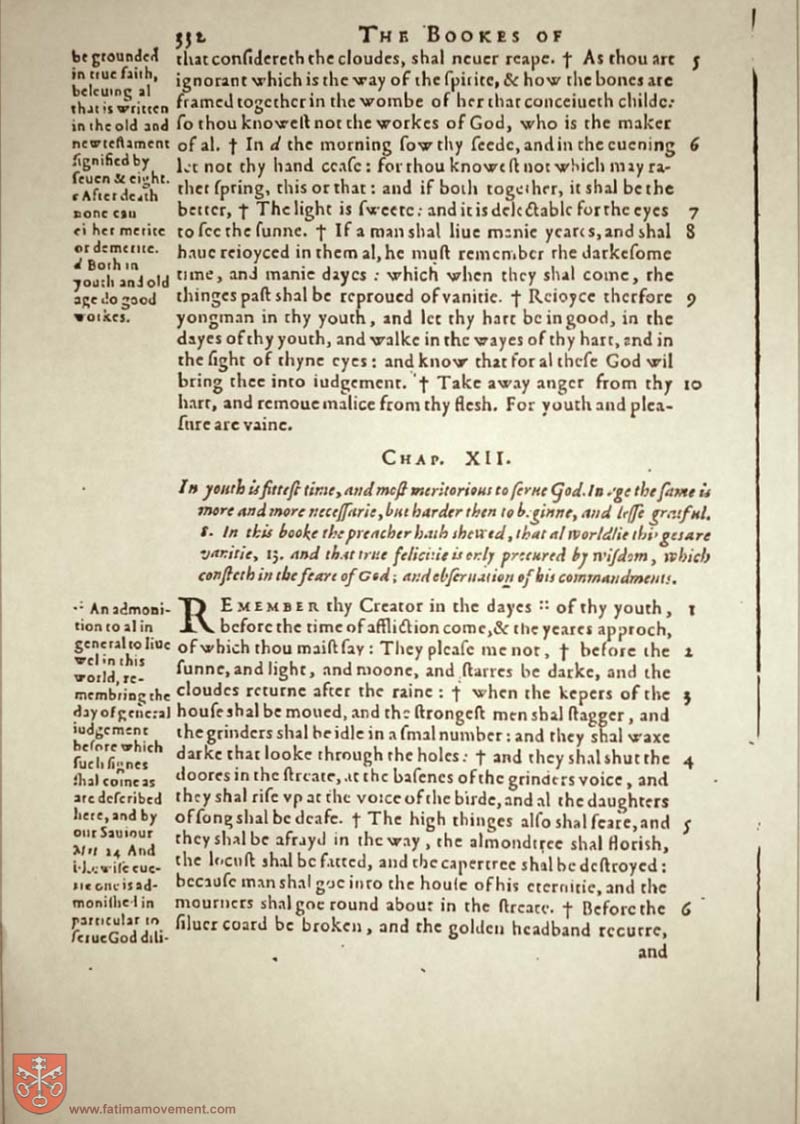 332
THE BOOKES OF
be grounded
in true faith,
beleuing al
that is written
in the old and
new testament
ſignified by
ſeuen & eight.
c After death
none can
ei her merite
or demerite.
d Both in
youth and old
age do good
workes.
that conſidereth the cloudes, shal neuer reape. † As thou art 5
ignorant which is the way of the ſpirite, & how the bones are
framed together in the wombe of her that conceiueth childe:
ſo thou knoweſt not the workes of God, who is the maker
of al. † In d the morning ſow thy ſeede, and in the euening 6
let not thy hand ceaſe: for thou knoweſt not which may ra-
ther ſpring, this or that: and if both together, it shal be the
better, † The light is ſweete: and it is delectable for the eyes 7
to ſee the ſunne. † If a man shal liue manie yeares, and shal 8
haue reioyced in them al, he muſt remember the darkeſome
time, and manie dayes: which when they shal come, the
thinges paſt shal be reproued of vanitie. † Reioyce therfore 9
yongman in thy youth, and let thy hart be in good, in the
dayes of thy youth, and walke in the wayes of thy hart, and in
the ſight of thyne eyes: and know that for al theſe God wil
bring thee into iudgement. † Take away anger from thy 10
hart, and remoue malice from thy fleſh. For youth and plea-
ſure are vaine.
CHAP. XII.
In youth is fitteſt time, and moſt meritorious to ſerue God. In age the ſame is
more and more neceſſarie, but harder then to beginne, and leſſe grateful.
8. In this booke the preacher hath shewed, that al worldlie thinges are
vanitie, 13. and that true felicitie is only procured by wiſdom, which
conſteth in the feare of God, and obſeruation of his commandments.
:: An admoni-
tion to al in
general to liue
wel in this
world, re-
membring the
day of general
iudgement
before which
ſuch ſignes
shal come as
are deſcribed
here, and by
our Sauiour
Mat 24 And
likewiſe eue-
rie one is ad-
monished in
particular to
ſerue God dili-
REMEMBER thy Creator in the dayes :: of thy youth, 1
before the time of affliction come, & the yeares approch,
of which thou maiſt ſay: They pleaſe me not, † before the 2
ſunne, and light, and moone, and ſtarres be darke, and the
cloudes returne after the raine: † when the kepers of the 3
houſe shal be moued, and the ſtrongeſt men shal ſtagger, and
the grinders shal be idle in a ſmal number: and they shal waxe
darke that looke through the holes: † and they shal shut the 4
doores in the ſtreate, at the baſenes of the grinders voice, and
they shal riſe vp at the voice of the birde, and al the daughters
of ſong shal be deafe. † The high thinges alſo shal feare, and 5
they shal be afrayd in the way, the almondtree shal florish,
the locuſt shal be fatted, and the capertree shal be deſtroyed:
becauſe man shal goe into the houſe of his eternitie, and the
mourners shal goe round about in the ſtreate. † Before the 6
ſiluer coard be broken, and the golden headband recurre,
and
www.fatimamovement.com